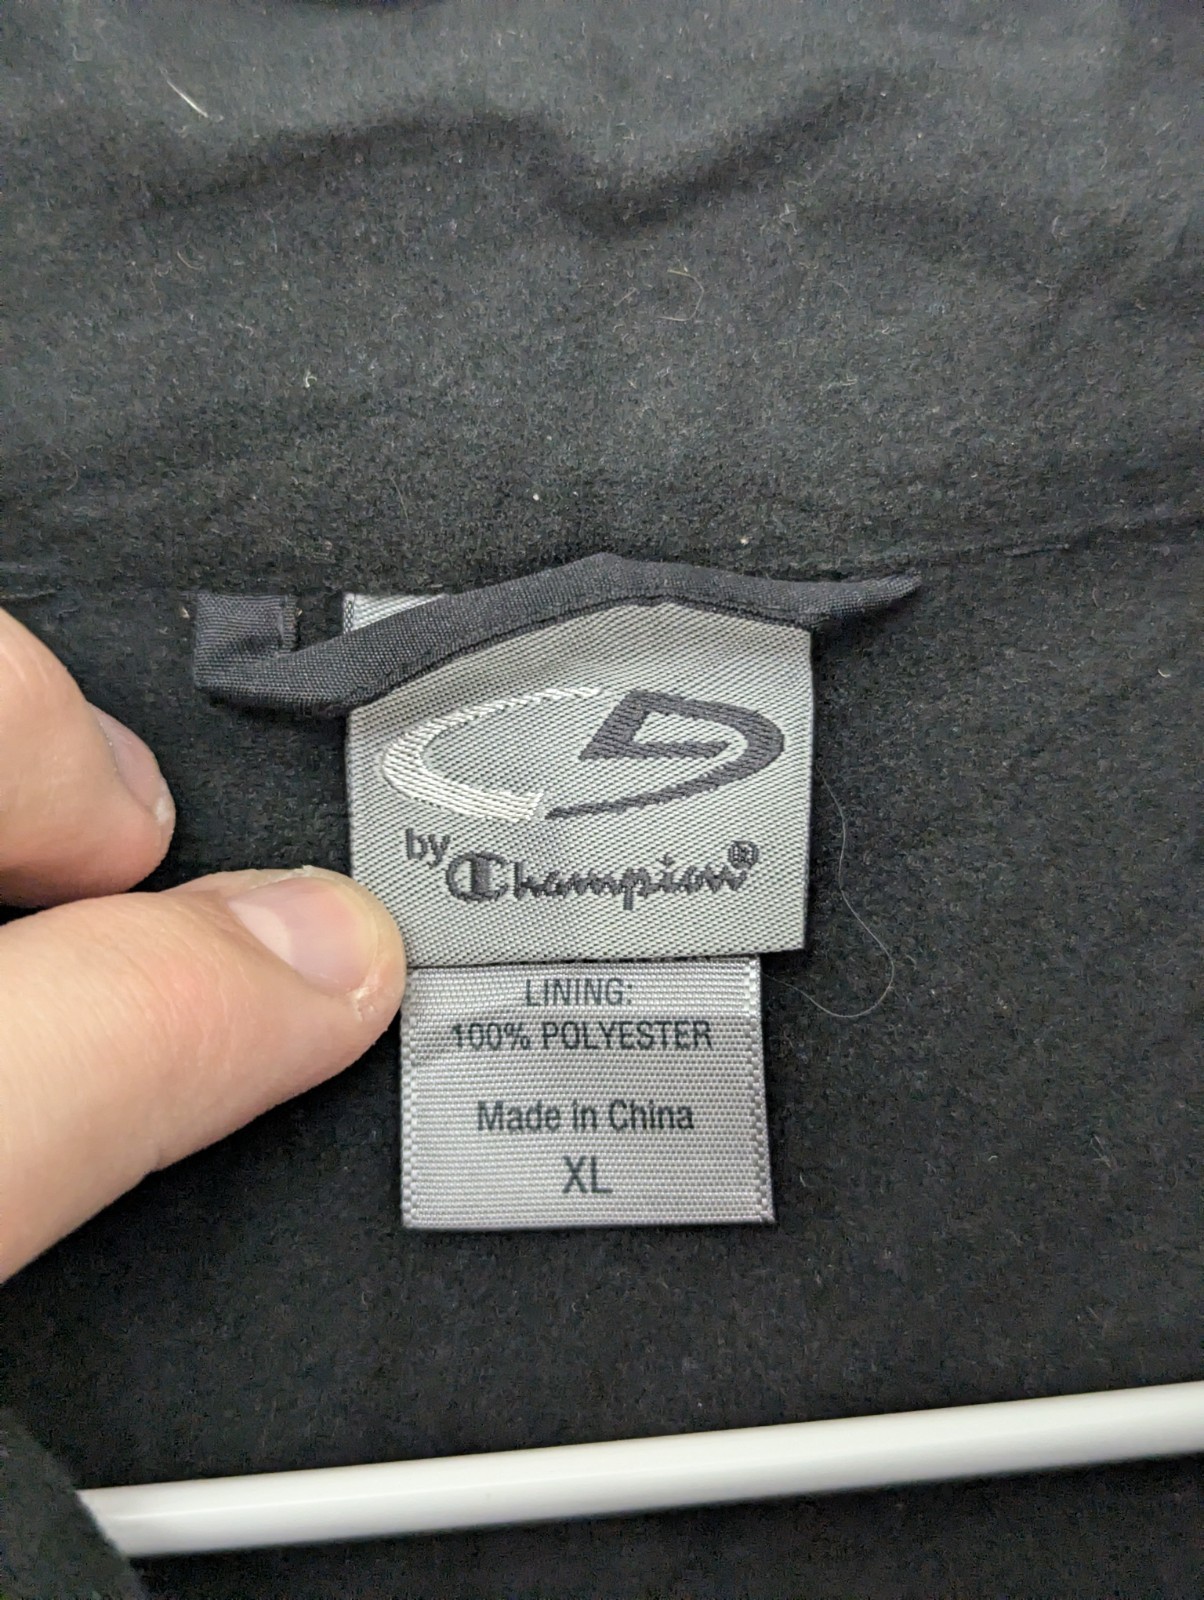 by Champion®
LINING:
100% POLYESTER
Made in China
XL